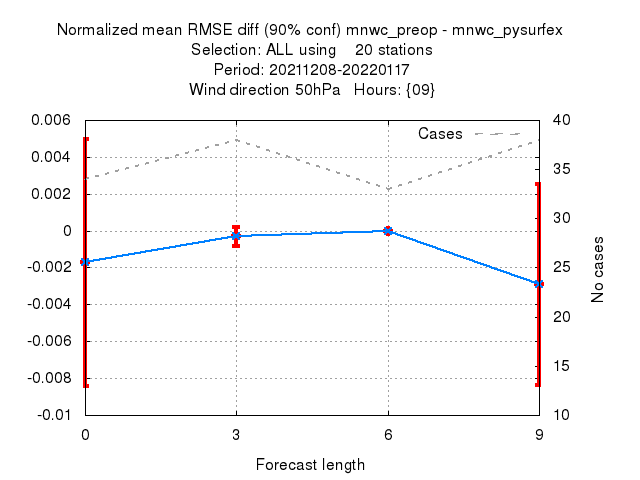 Normalized mean RMSE diff (90% conf) mnwc_preop - mnwc_pysurfex
Selection: ALL using    20 stations
Period: 20211208-20220117
Wind direction 50hPa   Hours: {09}
Cases
0.006
0.004
0.002
0
-0.002
-0.004
-0.006
-0.008
-0.01
40
35
30
25
20
15
10
No cases
0 3 6 9
Forecast length